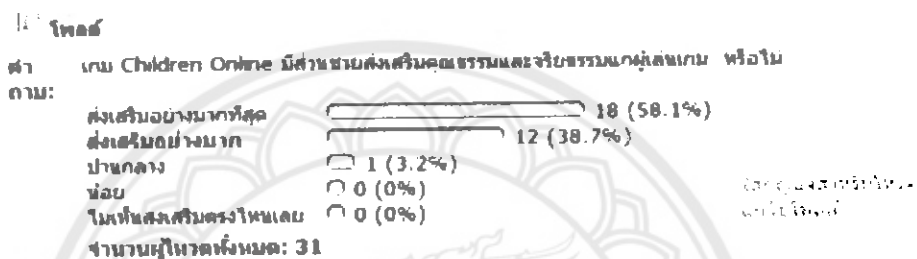 โพลล์
คำถาม: เกม Children Online มีส่วนช่วยส่งเสริมคุณธรรมและจริยธรรมแก่ผู้เล่นเกม หรือไม่
ส่งเสริมอย่างมากที่สุด 18 (58.1%)
ส่งเสริมอย่างมาก 12 (38.7%)
ปานกลาง 1 (3.2%)
น้อย 0 (0%)
ไม่เห็นส่งเสริมตรงไหนเลย 0 (0%)
จำนวนผู้โหวตทั้งหมด: 31